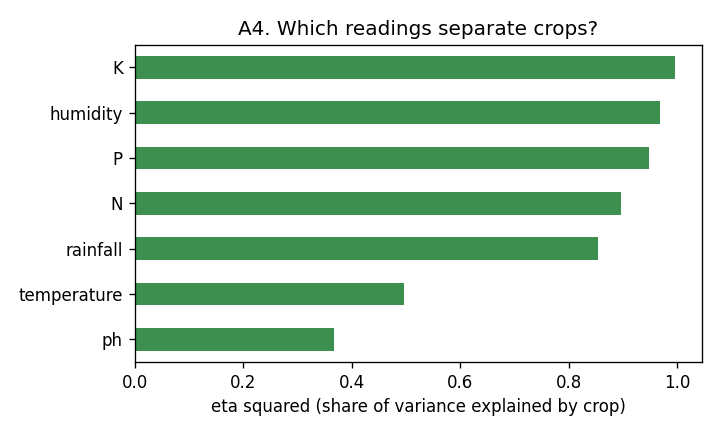 A4. Which readings separate crops?
K
humidity
P
N
rainfall
temperature
ph
0.0 0.2 0.4 0.6 0.8 1.0
eta squared (share of variance explained by crop)